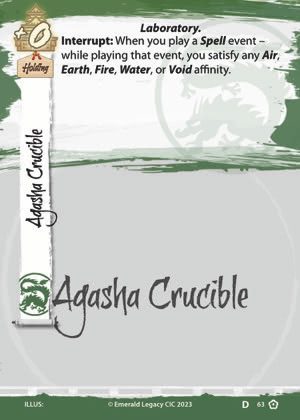 +0
Holding
Laboratory.
Interrupt: When you play a Spell event –
while playing that event, you satisfy any Air,
Earth, Fire, Water, or Void affinity.
Agasha Crucible
Agasha Crucible
ILLUS:
© Emerald Legacy CIC 2023
D 63